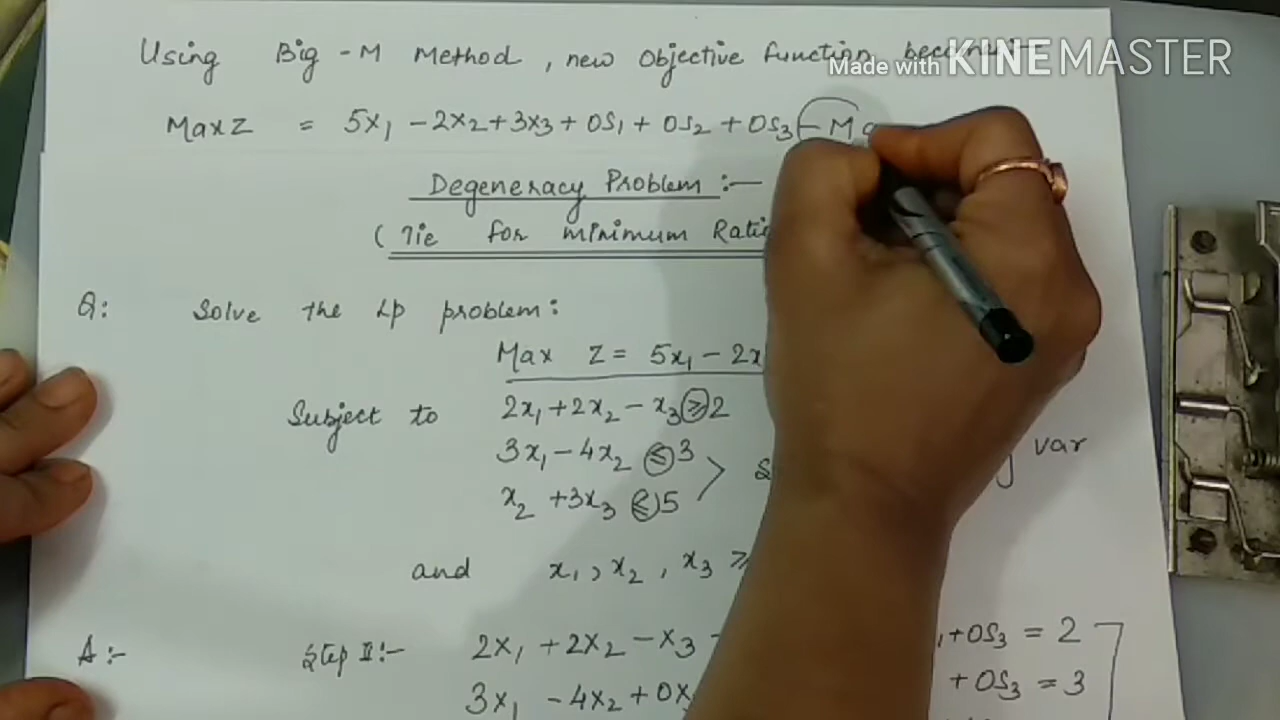 Using Big-M Method, new Objective function
Made with KINEMASTER
Max Z = 5x₁ - 2x₂ + 3x₃ + 0S₁ + 0S₂ + 0S₃ - M
Degeneracy Problem :-
(Tie for minimum
Q: Solve the LP problem:
Max Z = 5x₁ - 2x
Subject to 2x₁ + 2x₂ - x₃ ≥ 2
3x₁ - 4x₂ ≤ 3
x₂ + 3x₃ ≤ 5
var
and x₁, x₂, x₃ ≥
A:- Step II:- 2x₁ + 2x₂ - x₃ + 0S₃ = 2
3x₁ - 4x₂ + 0x + 0S₃ = 3